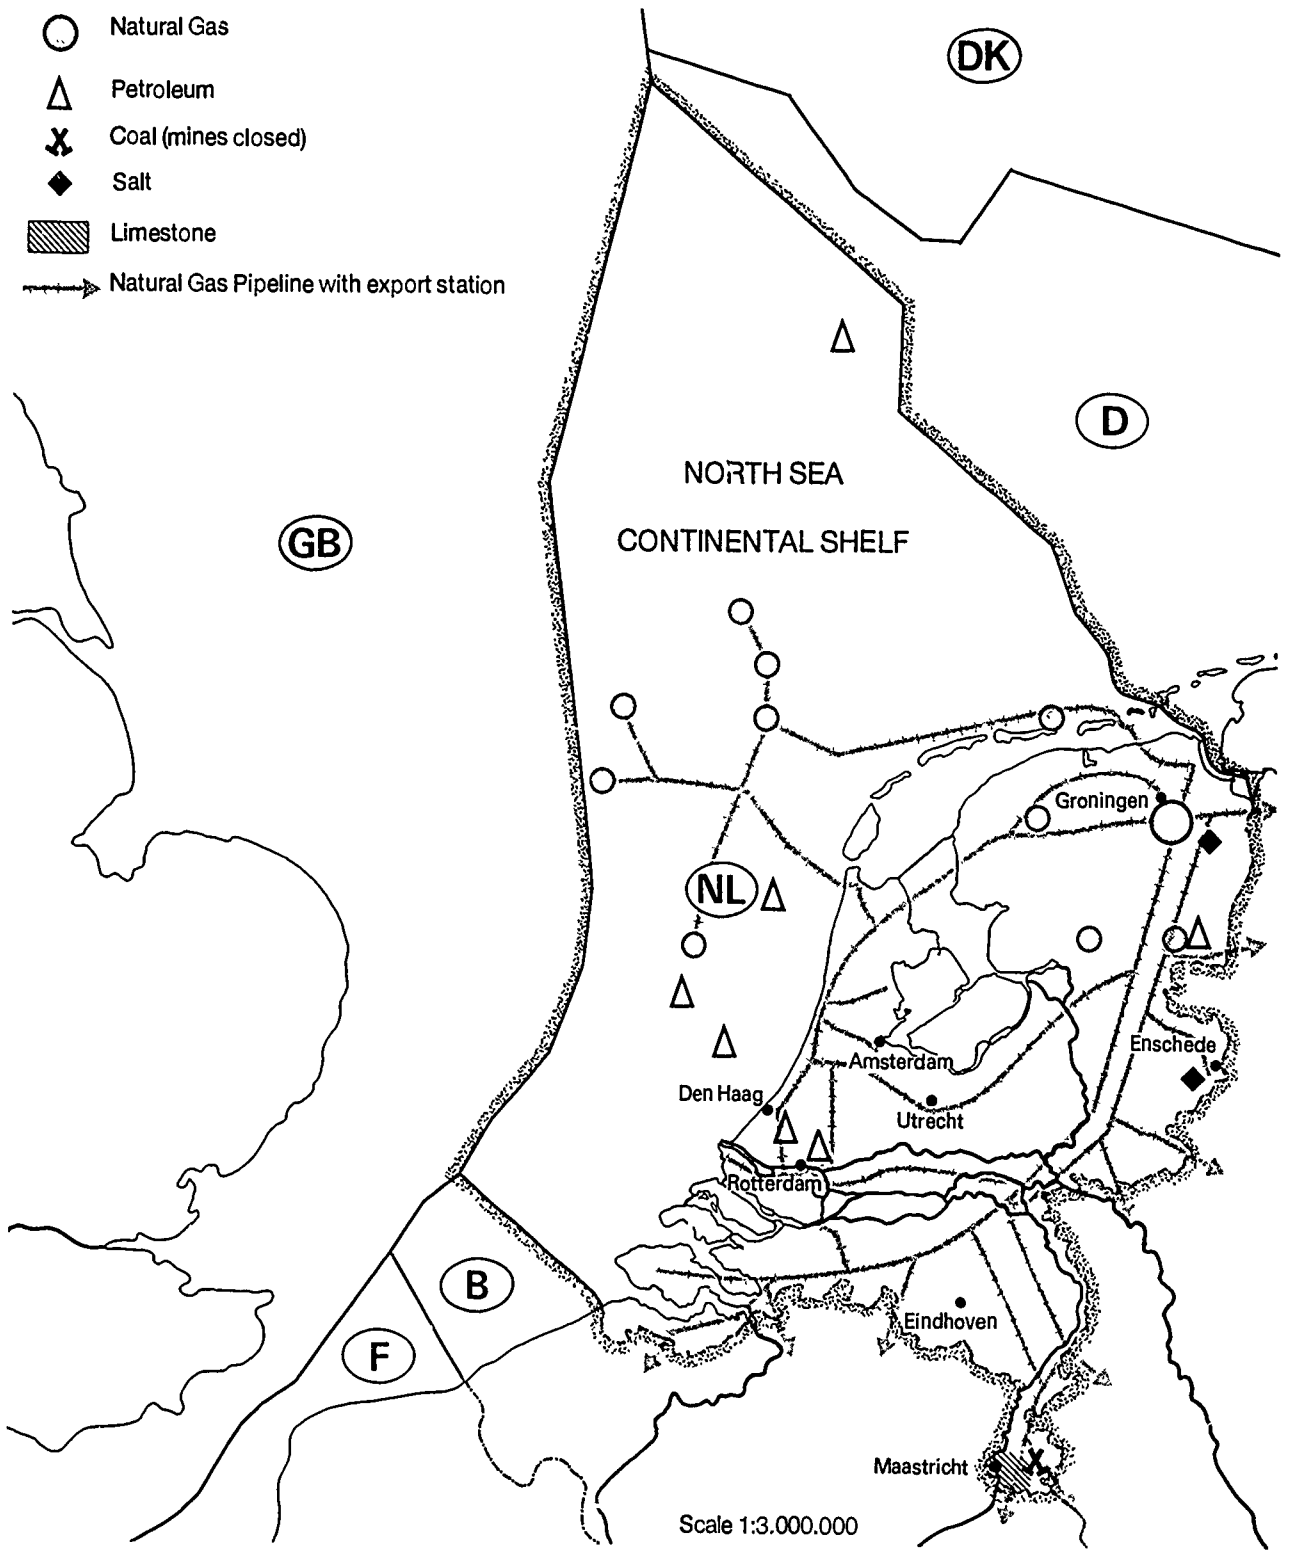 Natural Gas
DK
Petroleum
Coal (mines closed)
Salt
Limestone
Natural Gas Pipeline with export station
D
NORTH SEA
GB
CONTINENTAL SHELF
Groningen
NL
Enschede
Amsterdam
Den Haag
Utrecht
Rotterdam
B
Eindhoven
F
Maastricht
Scale 1:3.000.000